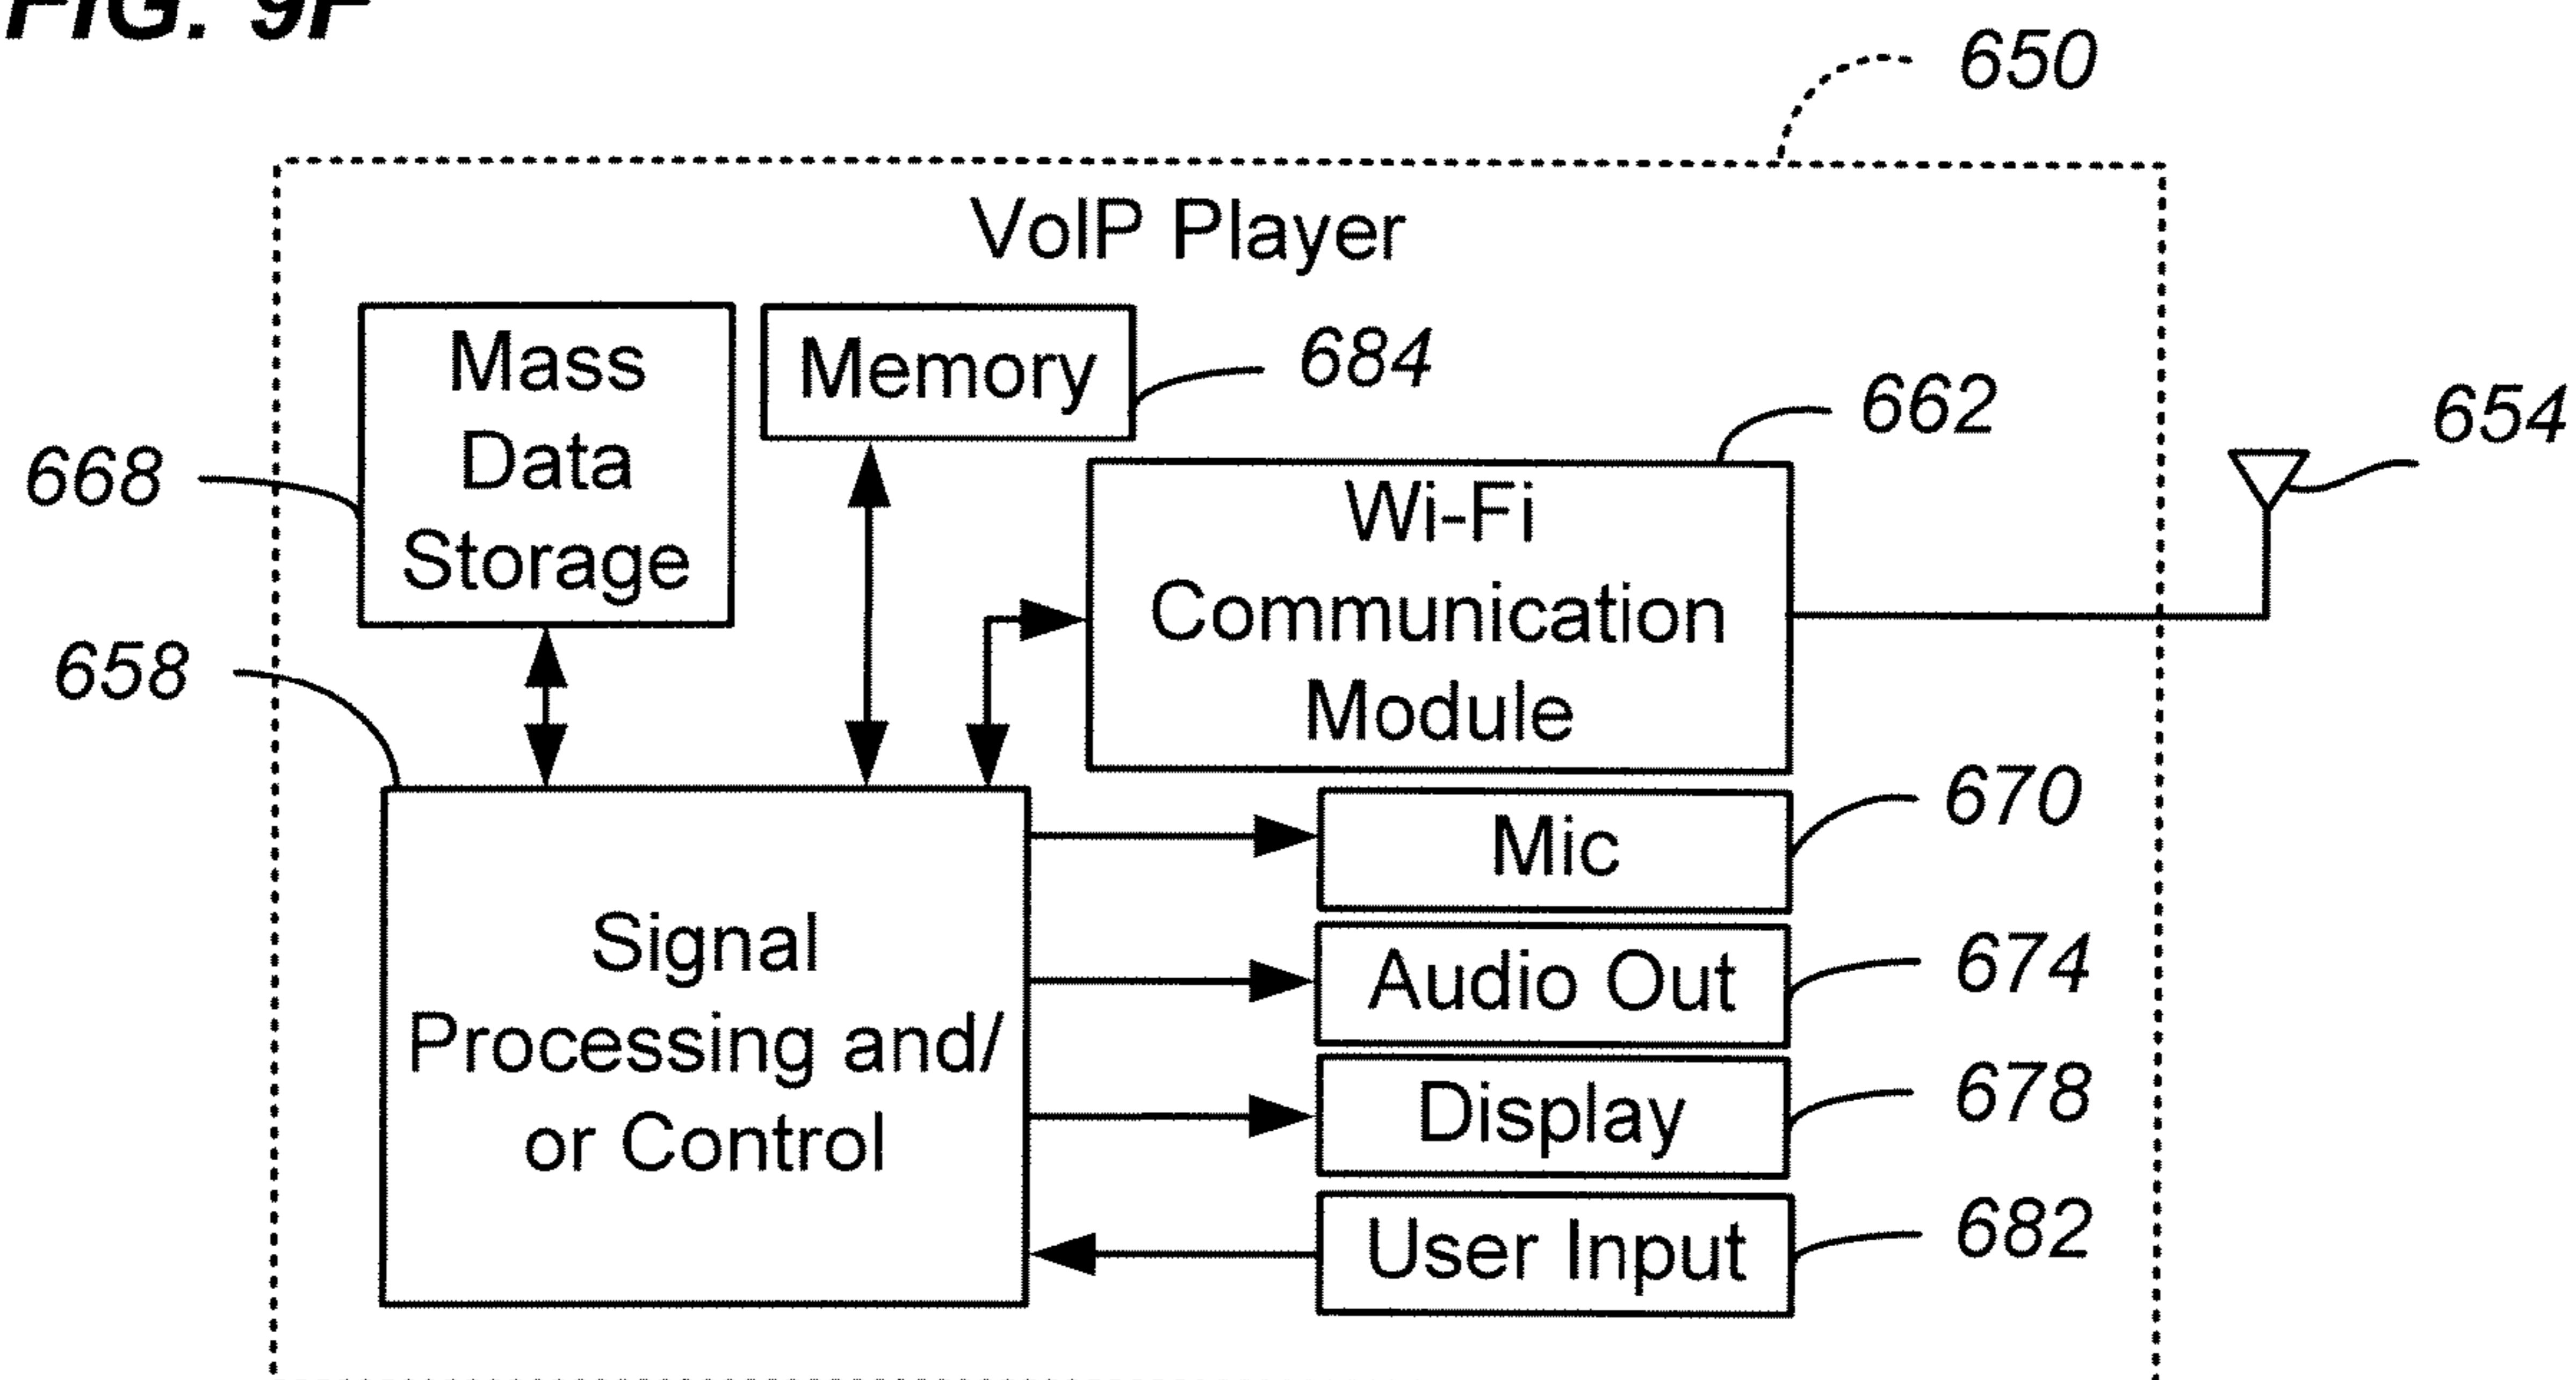 FIG. 9F
650
VoIP Player
Mass
Data
Storage
Memory
684
662
654
668
Wi-Fi
Communication
Module
658
670
Mic
Signal
Processing and/
or Control
Audio Out
674
Display
678
User Input
682